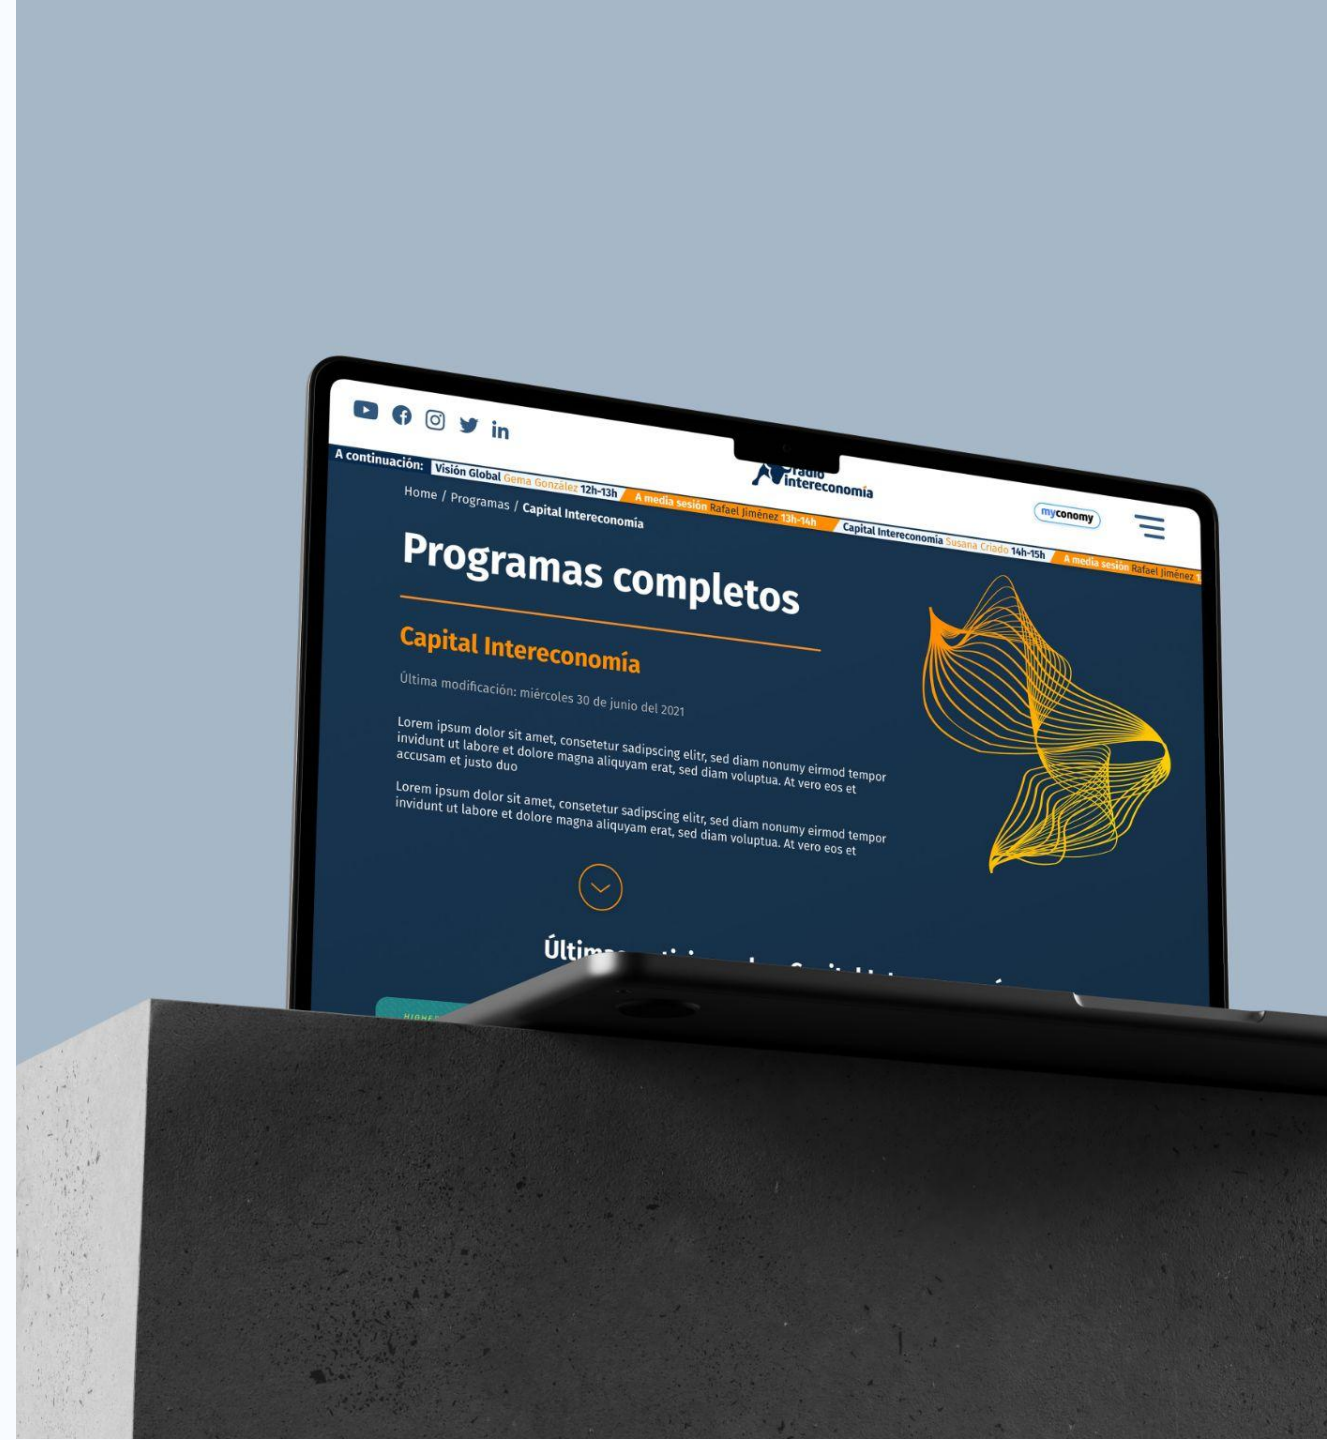 radio
intereconomía
myconomy
A continuación: Visión Global Gema González 12h-13h A media sesión Rafael Jiménez 13h-14h Capital Intereconomía Susana Criado 14h-15h A media sesión Rafael Jiménez
Home / Programas / Capital Intereconomía
Programas completos
Capital Intereconomía
Última modificación: miércoles 30 de junio del 2021
Lorem ipsum dolor sit amet, consetetur sadipscing elitr, sed diam nonumy eirmod tempor
invidunt ut labore et dolore magna aliquyam erat, sed diam voluptua. At vero eos et
accusam et justo duo
Lorem ipsum dolor sit amet, consetetur sadipscing elitr, sed diam nonumy eirmod tempor
invidunt ut labore et dolore magna aliquyam erat, sed diam voluptua. At vero eos et